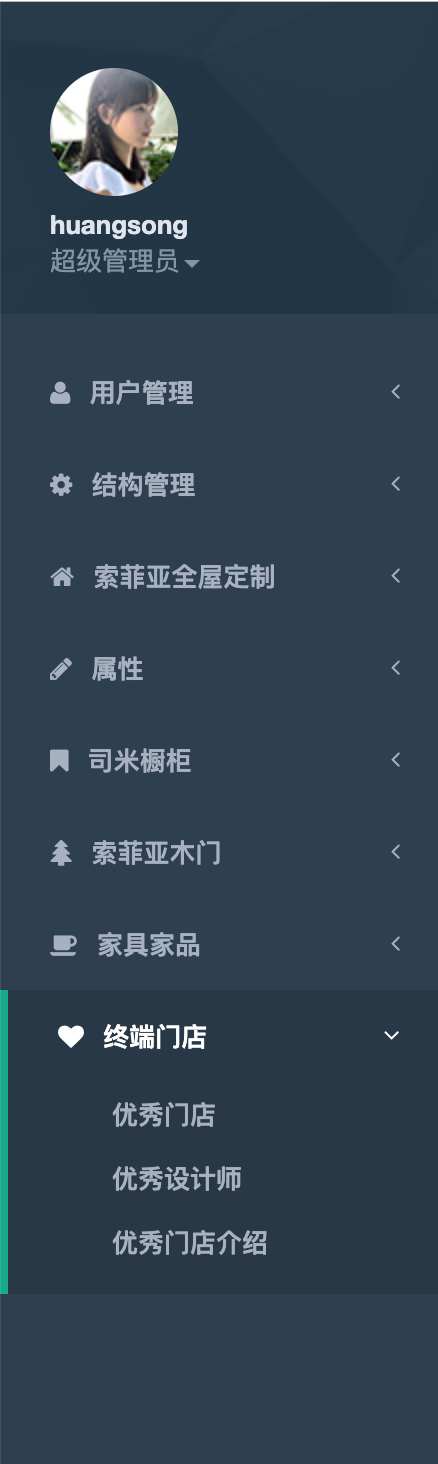 huangsong
超级管理员
用户管理
结构管理
索菲亚全屋定制
属性
司米橱柜
索菲亚木门
家具家品
终端门店
优秀门店
优秀设计师
优秀门店介绍